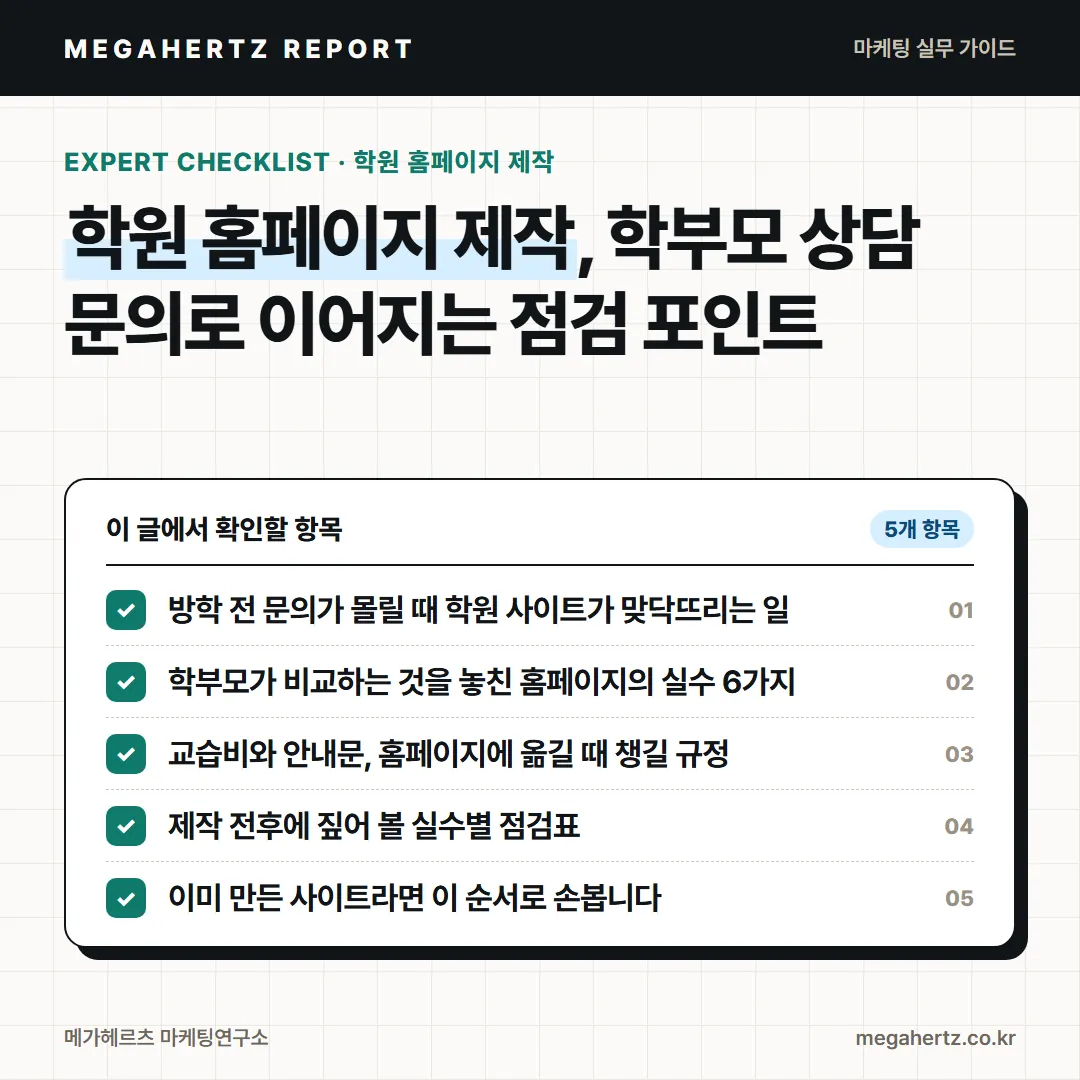 MEGAHERTZ REPORT
마케팅 실무 가이드
EXPERT CHECKLIST · 학원 홈페이지 제작
학원 홈페이지 제작, 학부모 상담
문의로 이어지는 점검 포인트
이 글에서 확인할 항목
5개 항목
방학 전 문의가 몰릴 때 학원 사이트가 맞닥뜨리는 일 01
학부모가 비교하는 것을 놓친 홈페이지의 실수 6가지 02
교습비와 안내문, 홈페이지에 옮길 때 챙길 규정 03
제작 전후에 짚어 볼 실수별 점검표 04
이미 만든 사이트라면 이 순서로 손봅니다 05
메가헤르츠 마케팅연구소
megahertz.co.kr